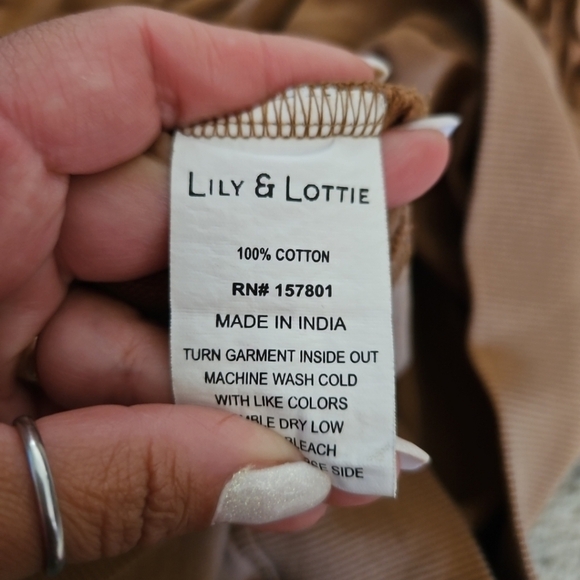 LILY & LOTTIE
100% COTTON
RN# 157801
MADE IN INDIA
TURN GARMENT INSIDE OUT
MACHINE WASH COLD
WITH LIKE COLORS
DRY LOW
BLEACH
SIDE